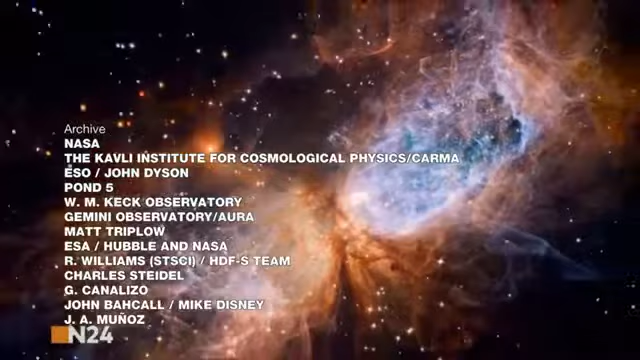 Archive
NASA
THE KAVLI INSTITUTE FOR COSMOLOGICAL PHYSICS/CARMA
ESO / JOHN DYSON
POND 5
W. M. KECK OBSERVATORY
GEMINI OBSERVATORY/AURA
MATT TRIPLOW
ESA / HUBBLE AND NASA
R. WILLIAMS (STSCI) / HDF-S TEAM
CHARLES STEIDEL
G. CANALIZO
JOHN BAHCALL / MIKE DISNEY
J. A. MUÑOZ
N24